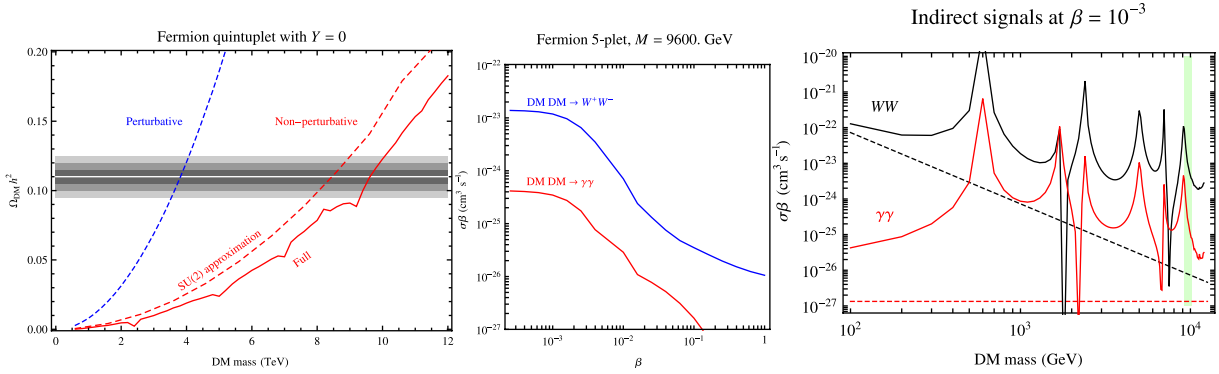 Fermion quintuplet with Y = 0
0.20
0.15
0.10
0.05
0.00
Ω_DM h²
Perturbative
Non−perturbative
SU(2) approximation
Full
0 2 4 6 8 10 12
DM mass (TeV)
Fermion 5-plet, M = 9600. GeV
10⁻²²
10⁻²³
10⁻²⁴
10⁻²⁵
10⁻²⁶
10⁻²⁷
σβ (cm³ s⁻¹)
DM DM → W⁺W⁻
DM DM → γγ
10⁻³ 10⁻² 10⁻¹ 1
β
Indirect signals at β = 10⁻³
10⁻²⁰
10⁻²¹
10⁻²²
10⁻²³
10⁻²⁴
10⁻²⁵
10⁻²⁶
10⁻²⁷
σβ (cm³ s⁻¹)
WW
γγ
10² 10³ 10⁴
DM mass (GeV)